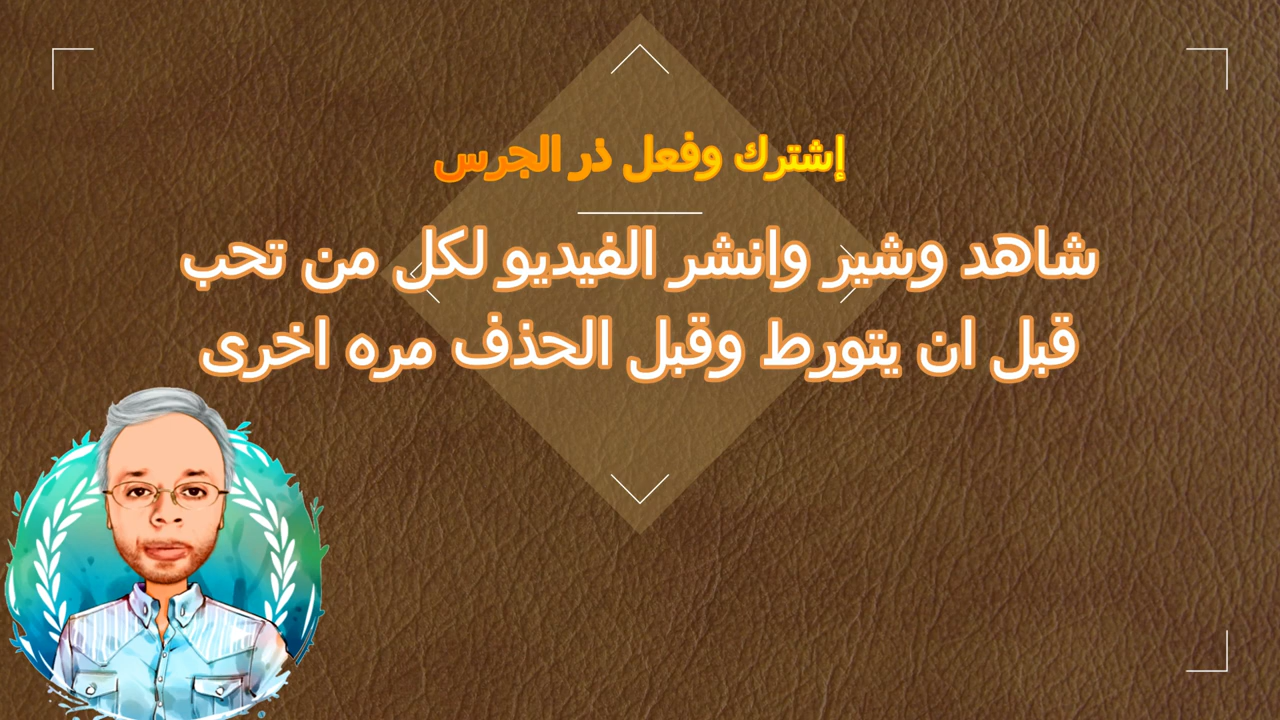 إشترك وفعل ذر الجرس
شاهد وشير وانشر الفيديو لكل من تحب
قبل ان يتورط وقبل الحذف مره اخرى